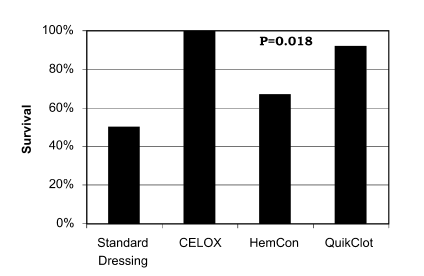 100%
P=0.018
80%
60%
40%
20%
0%
Survival
Standard
Dressing
CELOX
HemCon
QuikClot